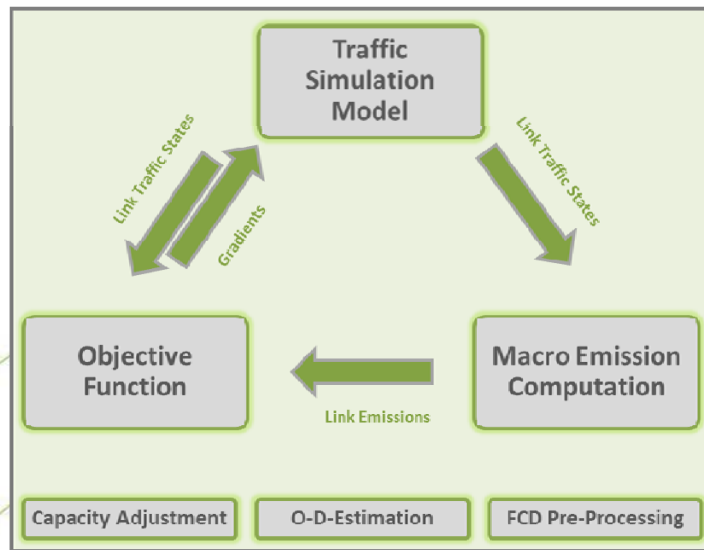 Traffic
Simulation
Model
Link Traffic States
Gradients
Link Traffic States
Objective
Function
Macro Emission
Computation
Link Emissions
Capacity Adjustment
O-D-Estimation
FCD Pre-Processing